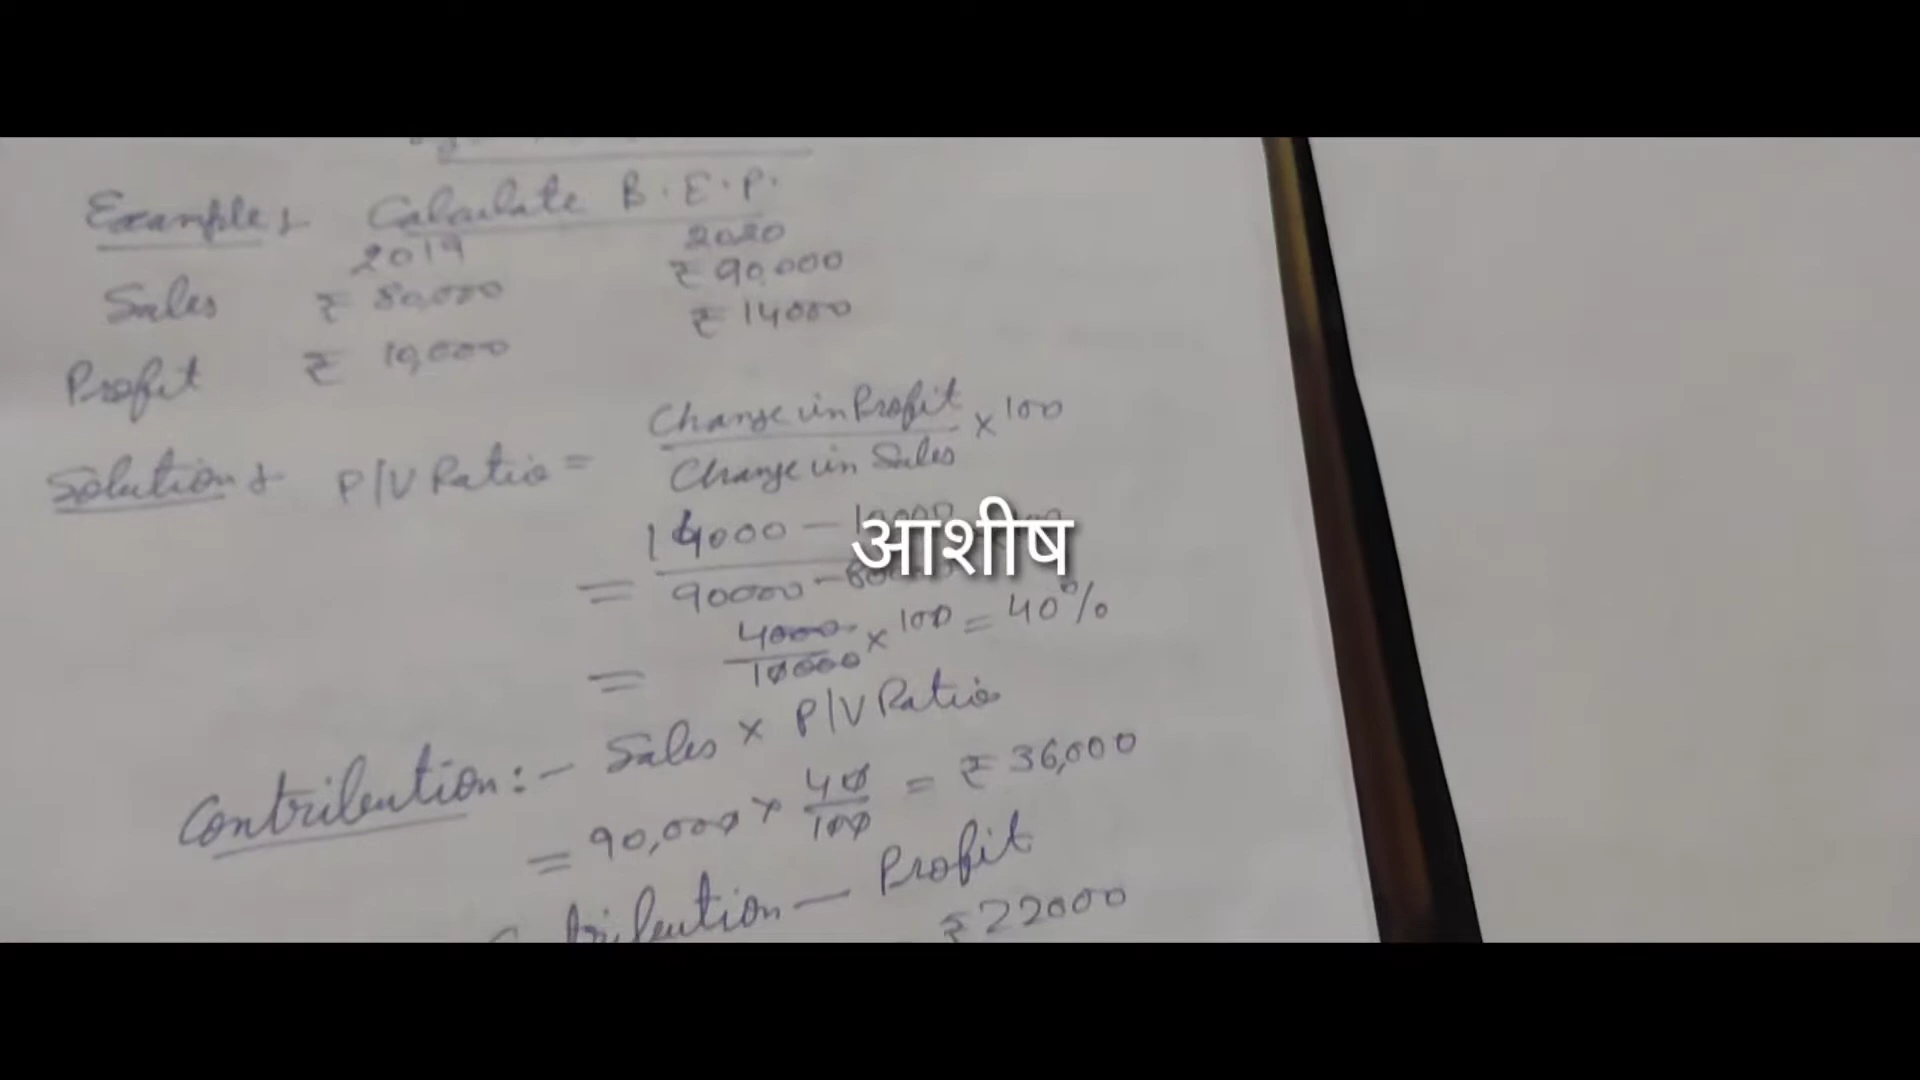 Example:- Calculate B.E.P.
2019 2020
Sales ₹ 80,000 ₹ 90,000
Profit ₹ 10,000 ₹ 14000
Solution:- P/V Ratio = Change in Profit × 100
Change in Sales
= 14000 –
90000 –
आशीष
= 4000 × 100 = 40%
10000
Contribution:- Sales × P/V Ratio
= 90,000 × 40 = ₹ 36,000
100
Contribution — Profit
₹22000